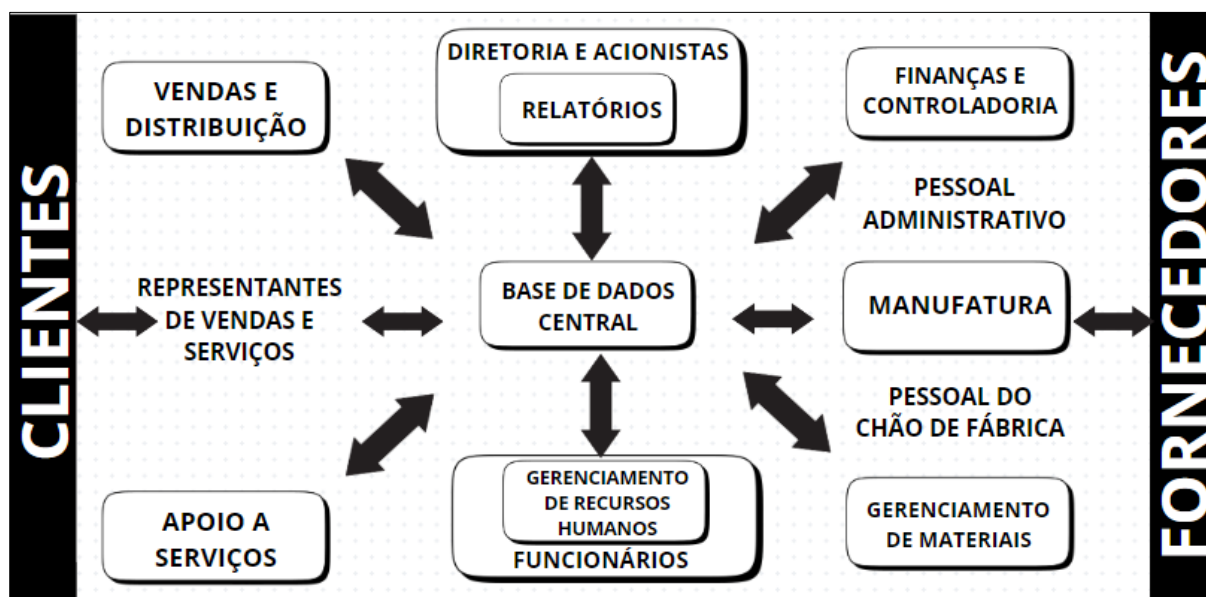 CLIENTES
VENDAS E
DISTRIBUIÇÃO
DIRETORIA E ACIONISTAS
RELATÓRIOS
FINANÇAS E
CONTROLADORIA
PESSOAL
ADMINISTRATIVO
REPRESENTANTES
DE VENDAS E
SERVIÇOS
BASE DE DADOS
CENTRAL
MANUFATURA
PESSOAL DO
CHÃO DE FÁBRICA
APOIO A
SERVIÇOS
GERENCIAMENTO
DE RECURSOS
HUMANOS
FUNCIONÁRIOS
GERENCIAMENTO
DE MATERIAIS
FORNECEDORES